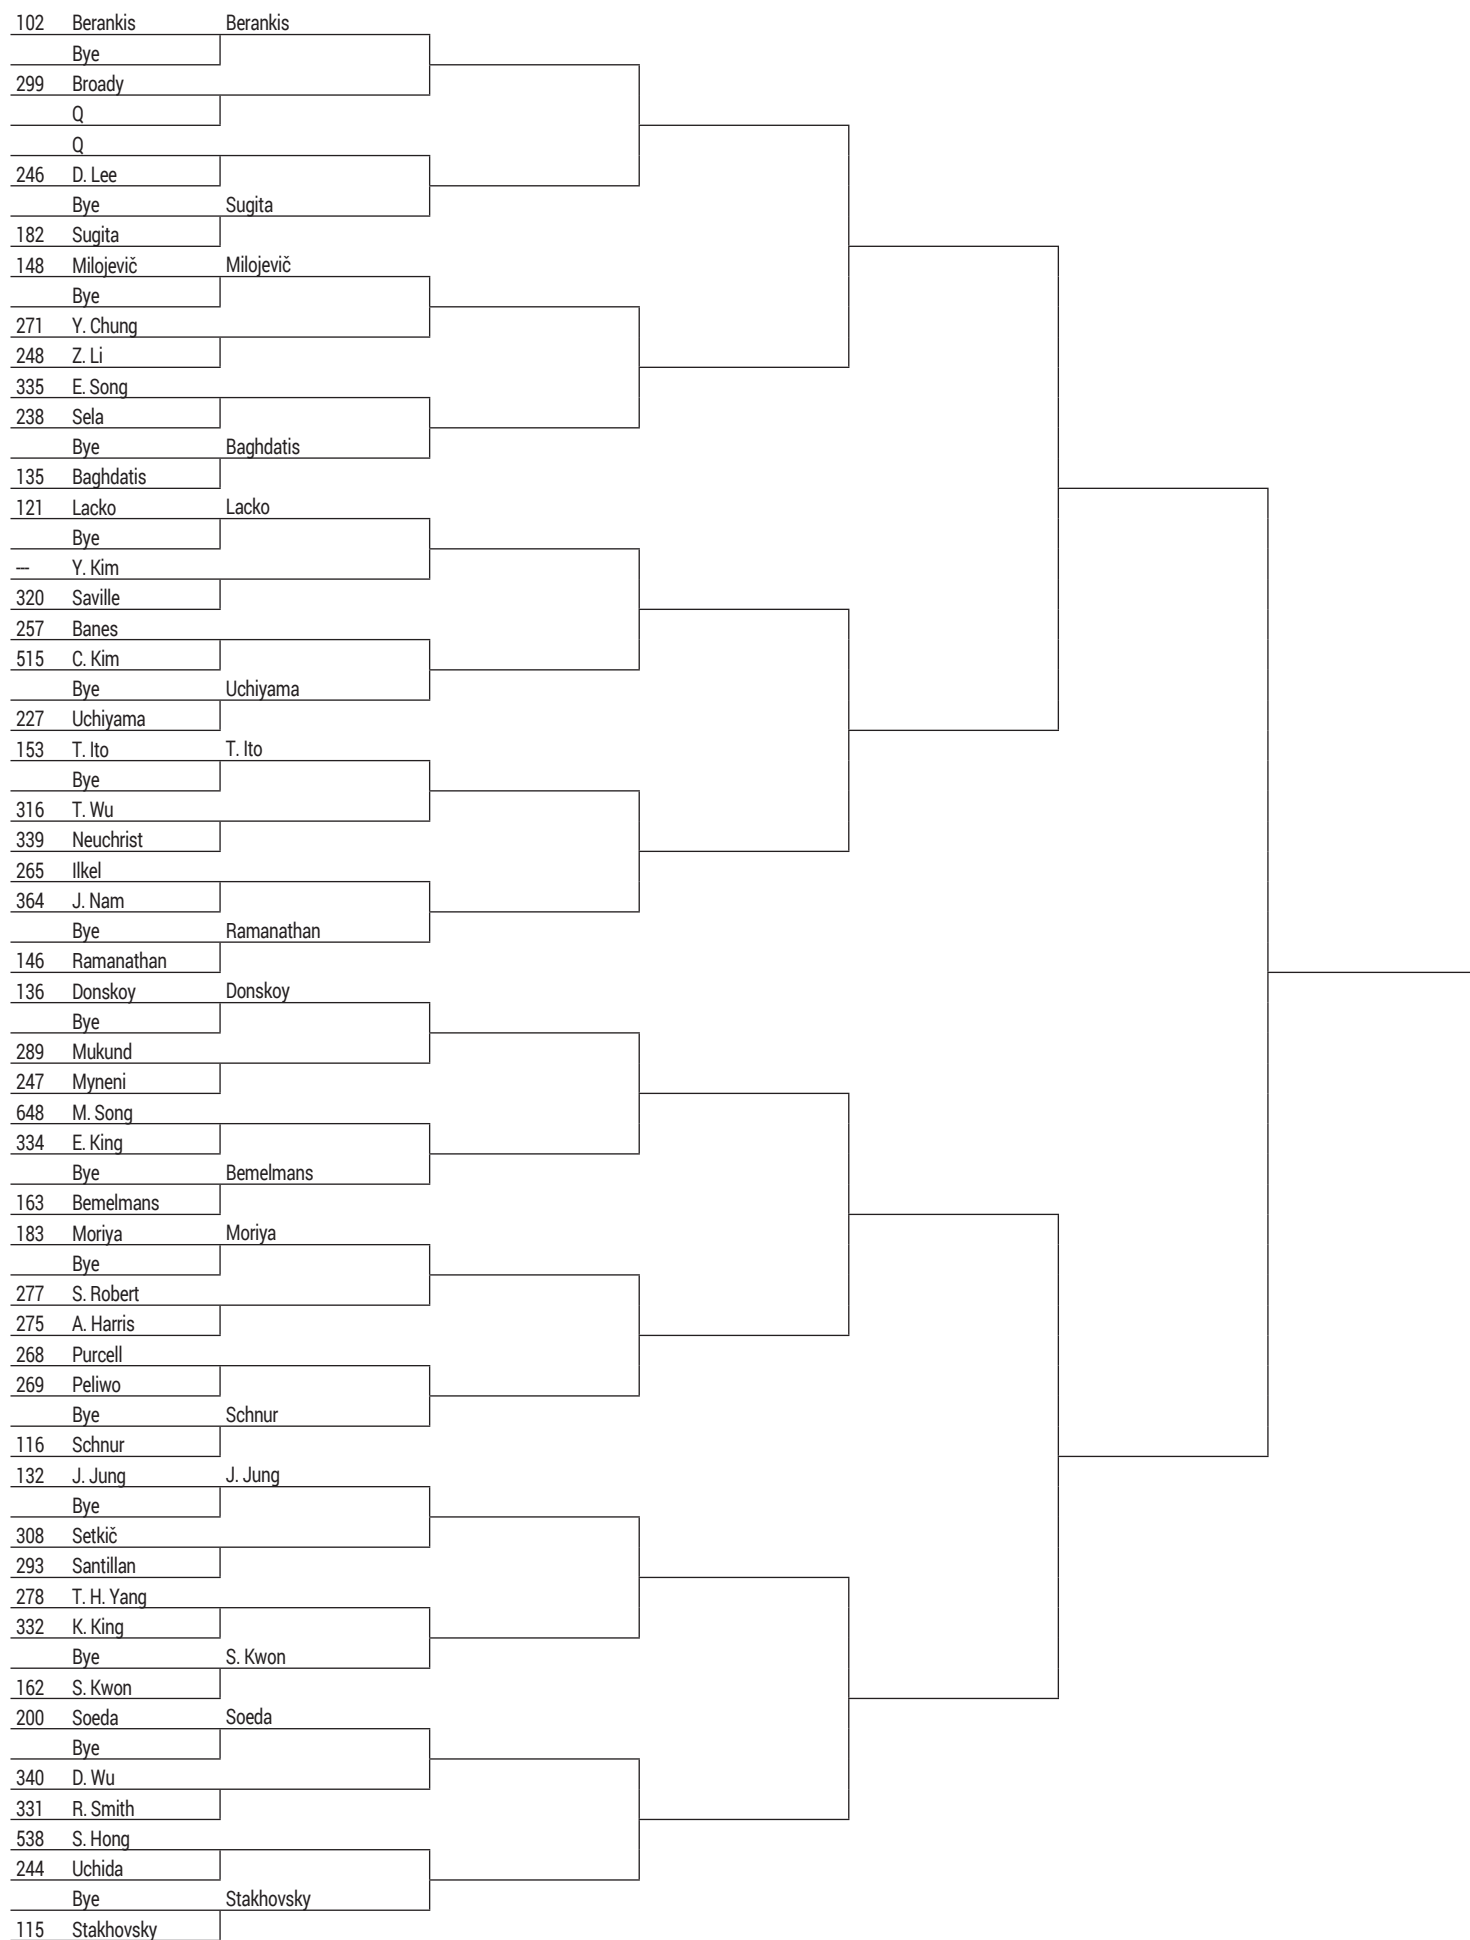 102 Berankis Berankis
Bye
299 Broady
Q
Q
246 D. Lee
Bye Sugita
182 Sugita
148 Milojevič Milojevič
Bye
271 Y. Chung
248 Z. Li
335 E. Song
238 Sela
Bye Baghdatis
135 Baghdatis
121 Lacko Lacko
Bye
--- Y. Kim
320 Saville
257 Banes
515 C. Kim
Bye Uchiyama
227 Uchiyama
153 T. Ito T. Ito
Bye
316 T. Wu
339 Neuchrist
265 Ilkel
364 J. Nam
Bye Ramanathan
146 Ramanathan
136 Donskoy Donskoy
Bye
289 Mukund
247 Myneni
648 M. Song
334 E. King
Bye Bemelmans
163 Bemelmans
183 Moriya Moriya
Bye
277 S. Robert
275 A. Harris
268 Purcell
269 Peliwo
Bye Schnur
116 Schnur
132 J. Jung J. Jung
Bye
308 Setkič
293 Santillan
278 T. H. Yang
332 K. King
Bye S. Kwon
162 S. Kwon
200 Soeda Soeda
Bye
340 D. Wu
331 R. Smith
538 S. Hong
244 Uchida
Bye Stakhovsky
115 Stakhovsky